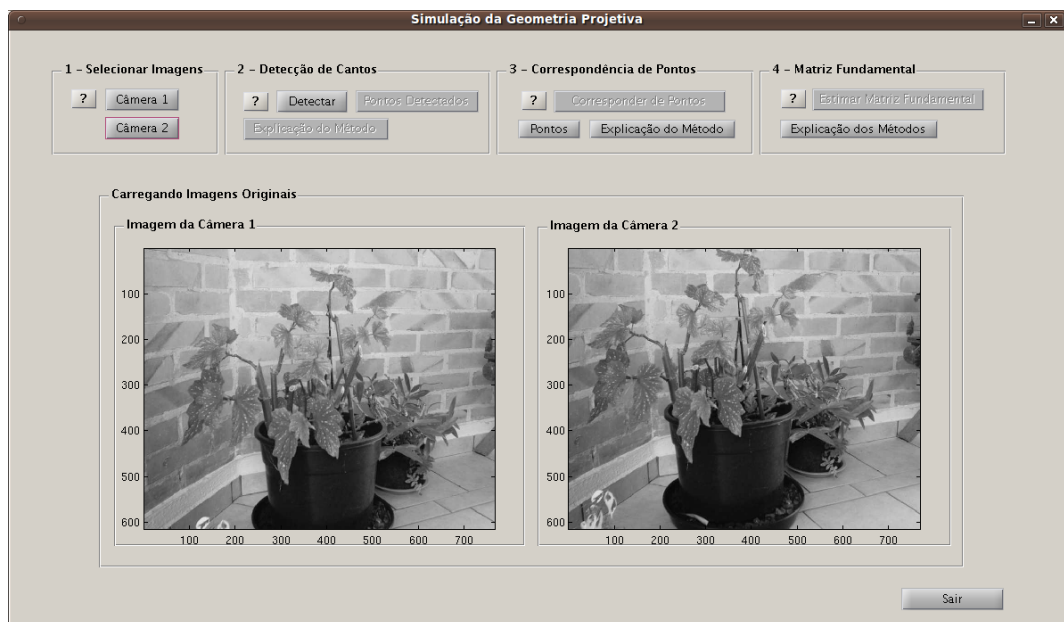 Simulação da Geometria Projetiva
1 - Selecionar Imagens
? Câmera 1
Câmera 2
2 - Detecção de Cantos
? Detectar Pontos Detectados
Explicação do Método
3 - Correspondência de Pontos
? Corresponder de Pontos
Pontos Explicação do Método
4 - Matriz Fundamental
? Estimar Matriz Fundamental
Explicação dos Métodos
Carregando Imagens Originais
Imagem da Câmera 1
100
200
300
400
500
600
100 200 300 400 500 600 700
Imagem da Câmera 2
100
200
300
400
500
600
100 200 300 400 500 600 700
Sair